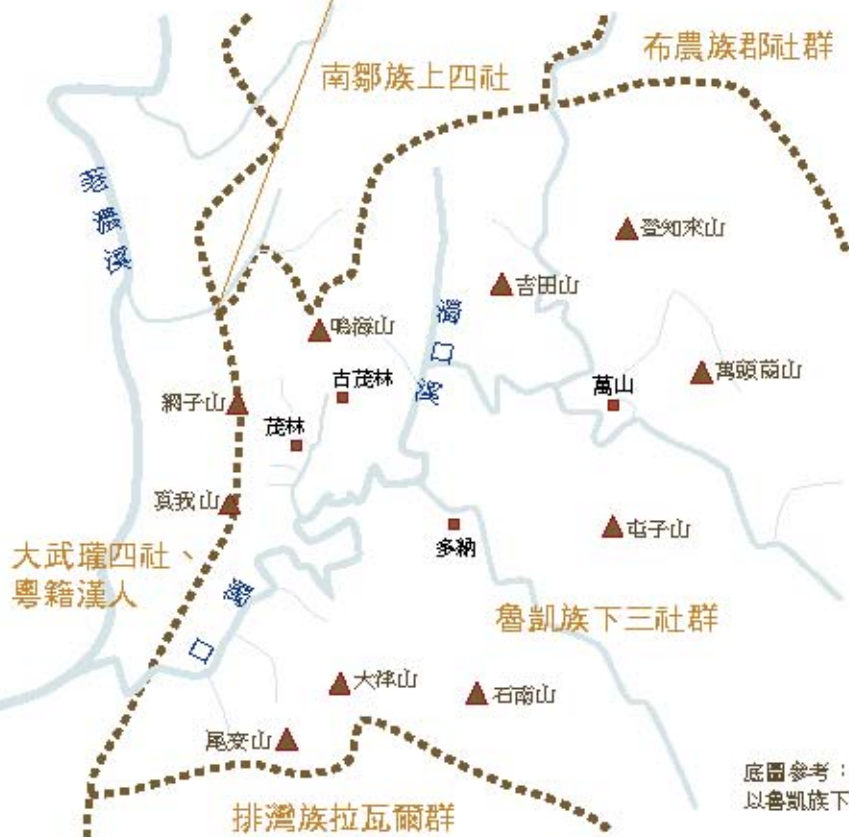 布農族郡社群
南鄒族上四社
荖濃溪
登知來山
吉田山
濁口溪
鳴海山
萬頭蘭山
古茂林
萬山
網子山
茂林
真我山
屯子山
多納
大武壠四社、
粵籍漢人
濁口
魯凱族下三社群
大津山
石南山
尾寮山
底圖參考：
以魯凱族下
排灣族拉瓦爾群